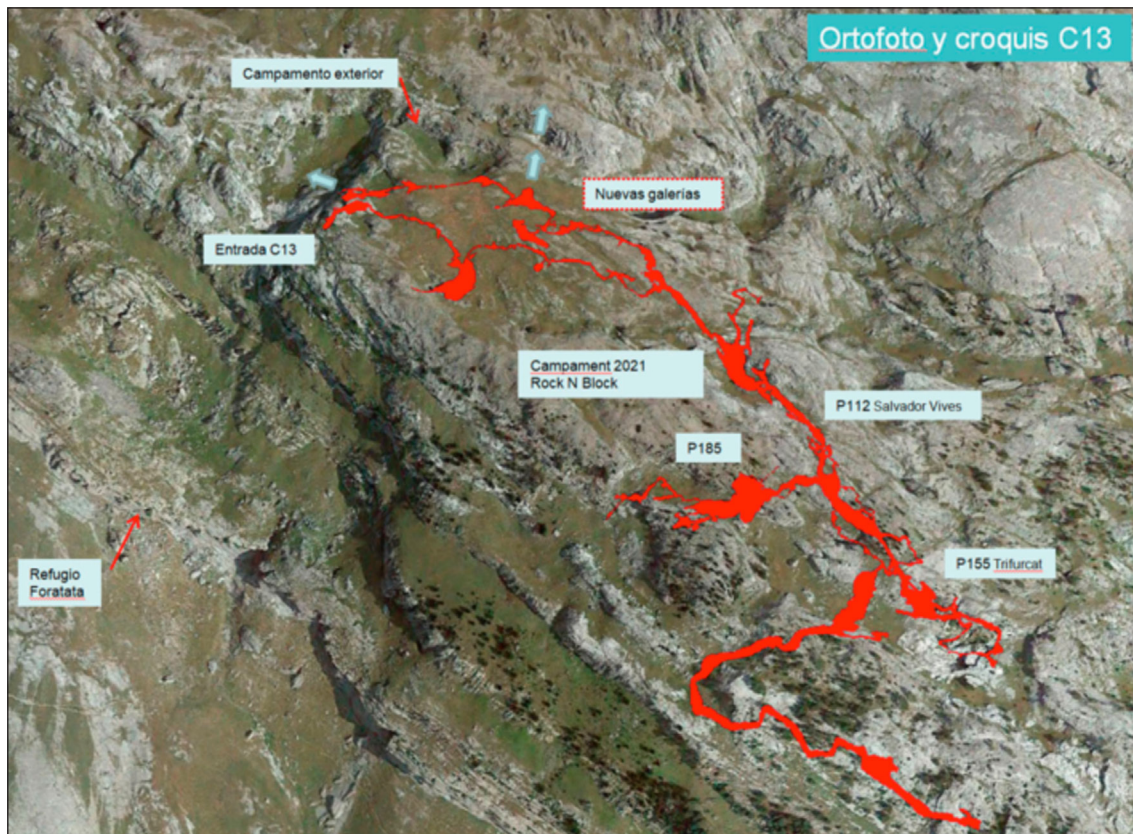 Ortofoto y croquis C13
Campamento exterior
Nuevas galerías
Entrada C13
Campament 2021
Rock N Block
P112 Salvador Vives
P185
P155 Trifurcat
Refugio
Foratata